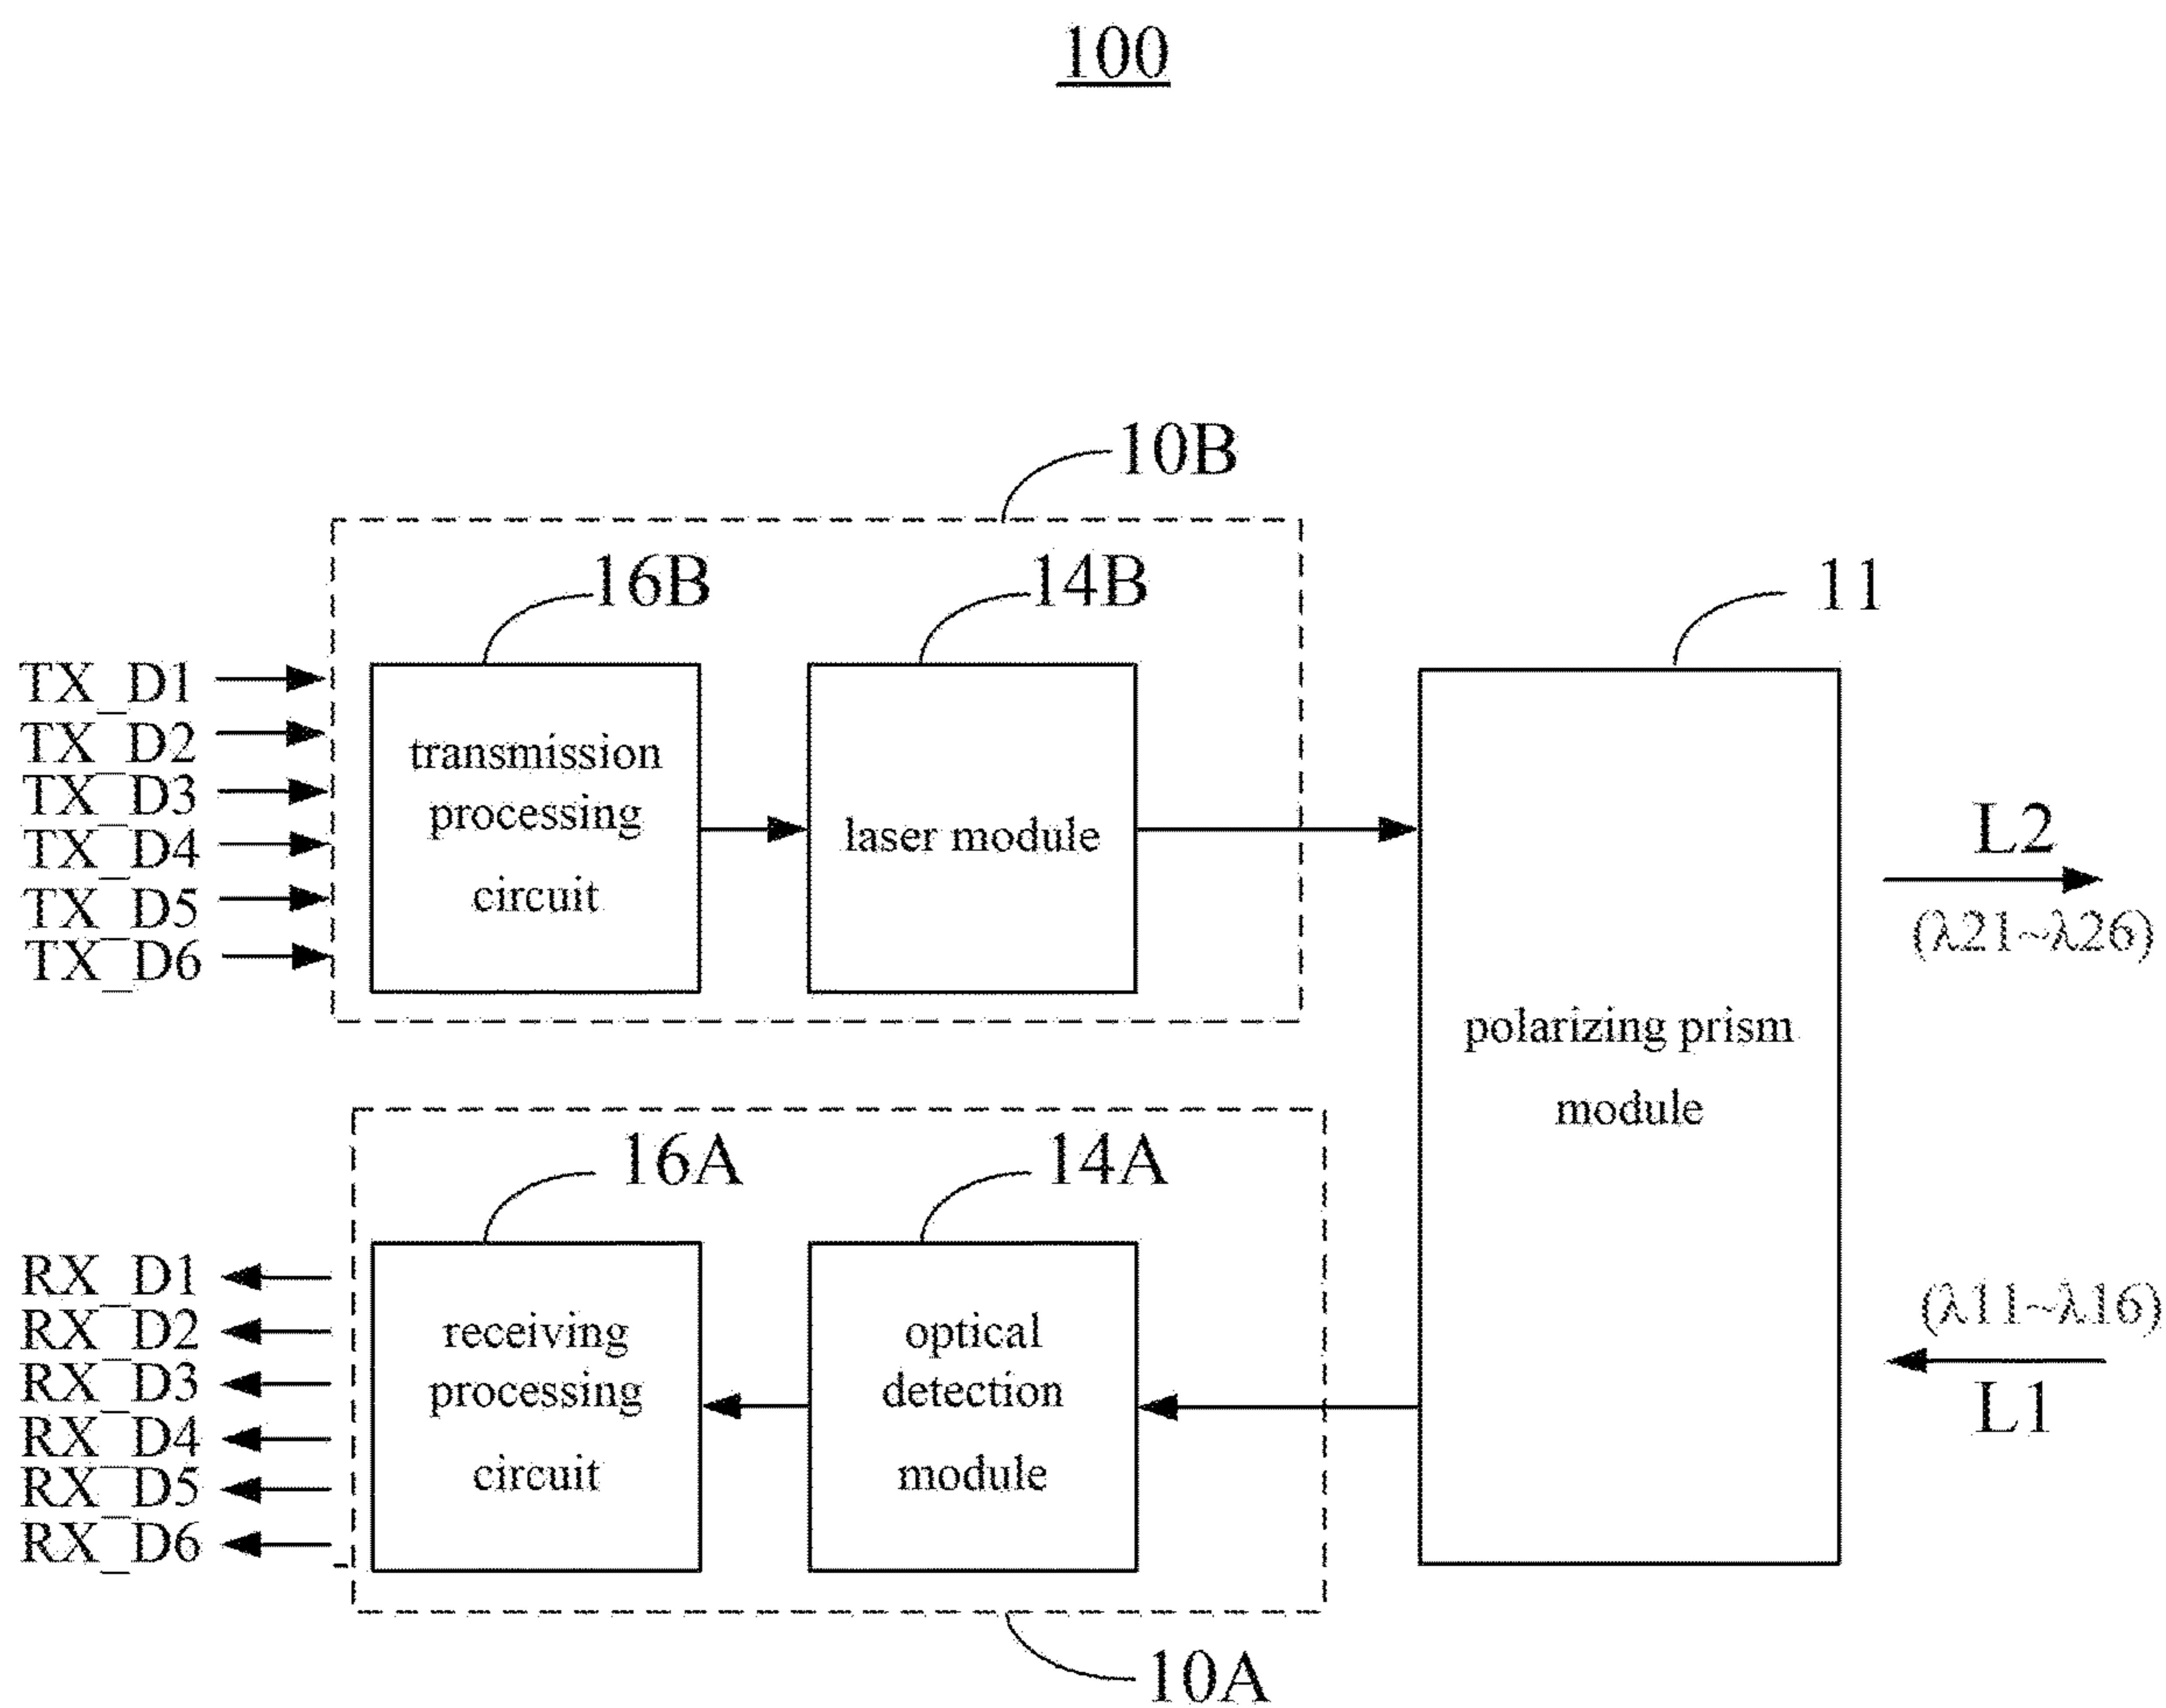 100
10B
16B
14B
11
TX_D1
TX_D2
TX_D3
TX_D4
TX_D5
TX_D6
transmission
processing
circuit
laser module
L2
(λ21~λ26)
polarizing prism
module
16A
14A
RX_D1
RX_D2
RX_D3
RX_D4
RX_D5
RX_D6
receiving
processing
circuit
optical
detection
module
(λ11~λ16)
L1
10A